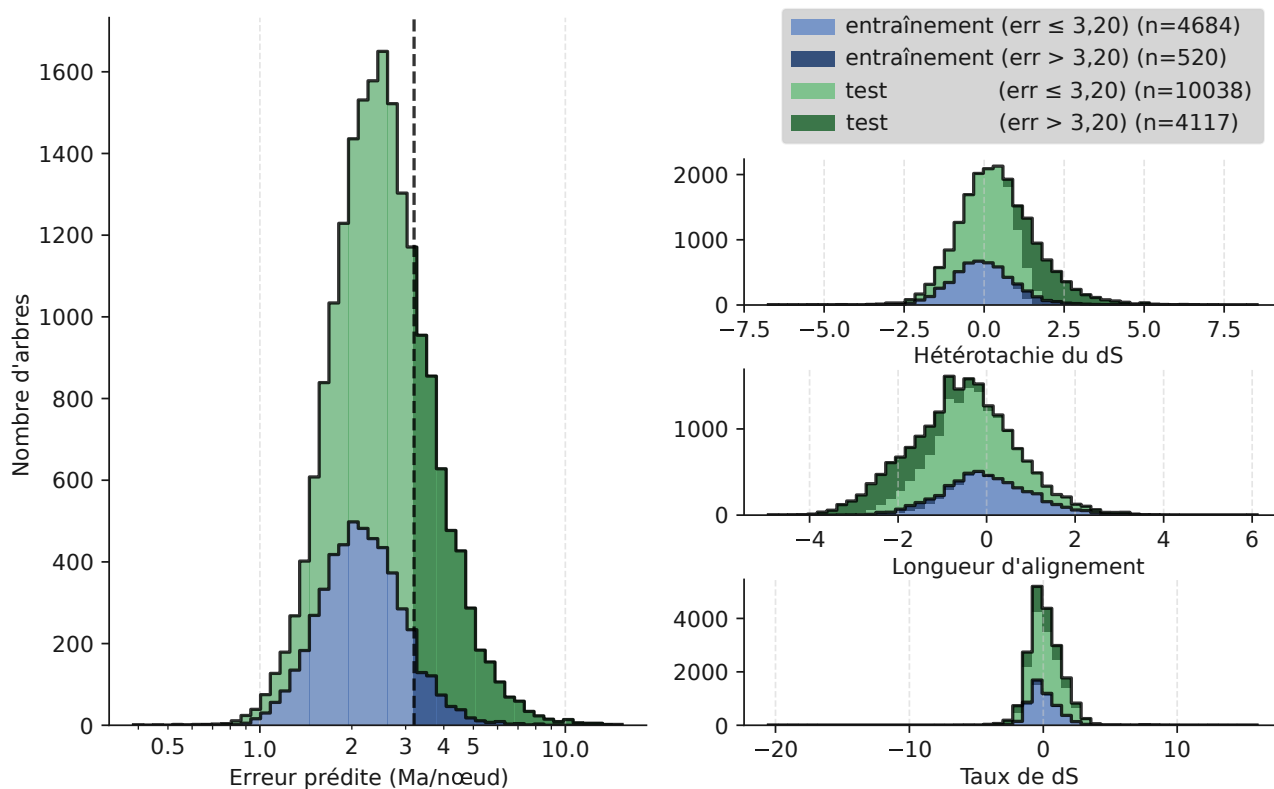 entraînement (err ≤ 3,20) (n=4684)
entraînement (err > 3,20) (n=520)
test (err ≤ 3,20) (n=10038)
test (err > 3,20) (n=4117)
Nombre d'arbres
1600
1400
1200
1000
800
600
400
200
0
0.5 1.0 2 3 4 5 10.0
Erreur prédite (Ma/nœud)
2000
1000
0
−7.5 −5.0 −2.5 0.0 2.5 5.0 7.5
Hétérotachie du dS
1000
0
−4 −2 0 2 4 6
Longueur d'alignement
4000
2000
0
−20 −10 0 10
Taux de dS